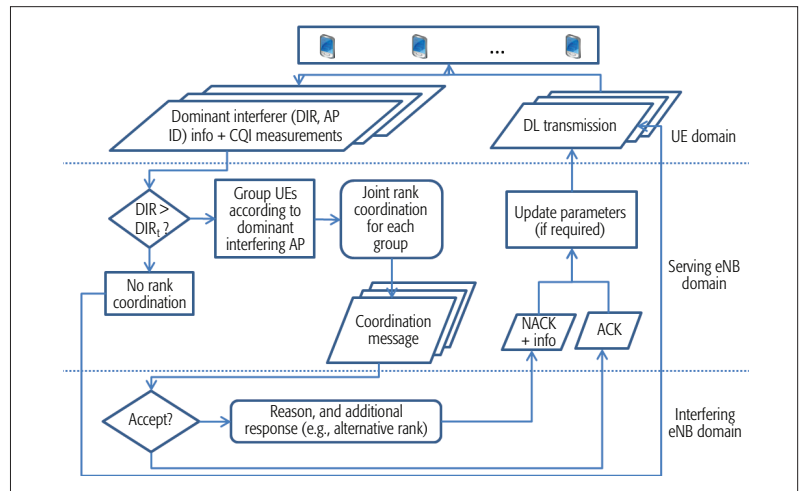 ...
Dominant interferer (DIR, AP
ID) info + CQI measurements
DL transmission
UE domain
DIR >
DIRt ?
Group UEs
according to
dominant
interfering AP
Joint rank
coordination
for each
group
Update parameters
(if required)
No rank
coordination
Serving eNB
domain
Coordination
message
NACK
+ info
ACK
Accept?
Reason, and additional
response (e.g., alternative rank)
Interfering
eNB domain